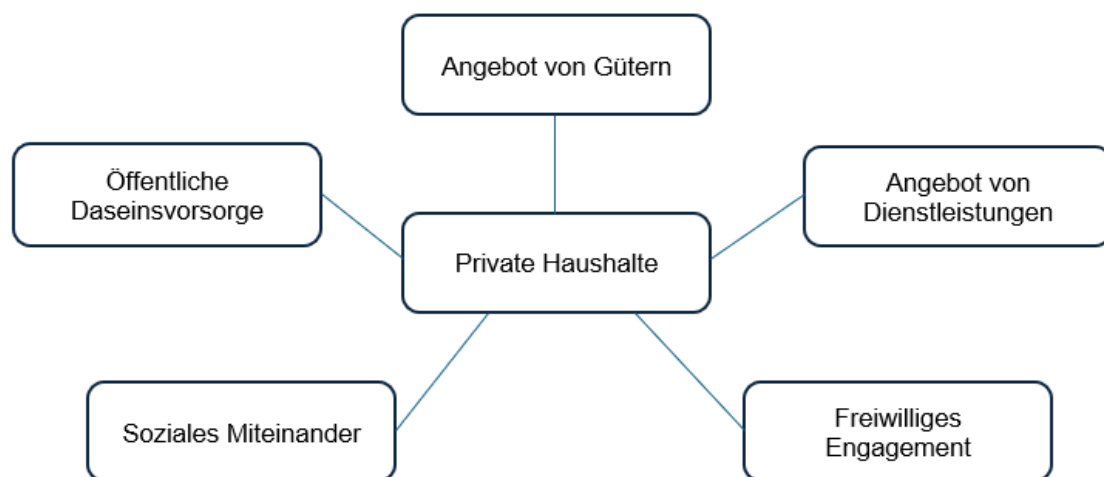 Angebot von Gütern
Öffentliche
Daseinsvorsorge
Angebot von
Dienstleistungen
Private Haushalte
Soziales Miteinander
Freiwilliges
Engagement